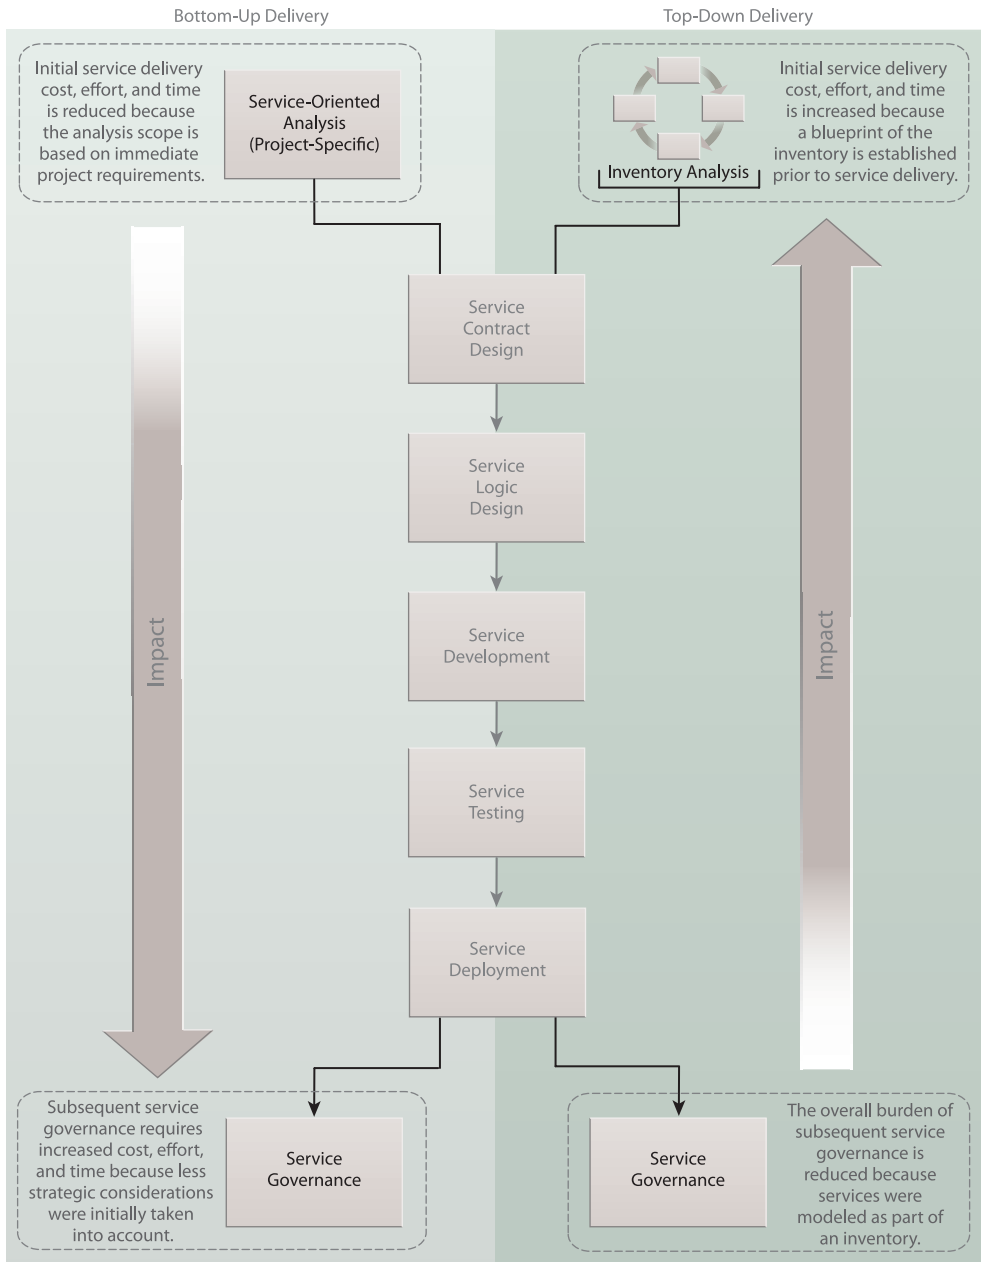 Bottom-Up Delivery
Top-Down Delivery
Initial service delivery
cost, effort, and time
is reduced because
the analysis scope is
based on immediate
project requirements.
Service-Oriented
Analysis
(Project-Specific)
Inventory Analysis
Initial service delivery
cost, effort, and time
is increased because
a blueprint of the
inventory is established
prior to service delivery.
Service
Contract
Design
Service
Logic
Design
Service
Development
Service
Testing
Service
Deployment
Impact
Impact
Subsequent service
governance requires
increased cost, effort,
and time because less
strategic considerations
were initially taken
into account.
Service
Governance
Service
Governance
The overall burden of
subsequent service
governance is
reduced because
services were
modeled as part of
an inventory.